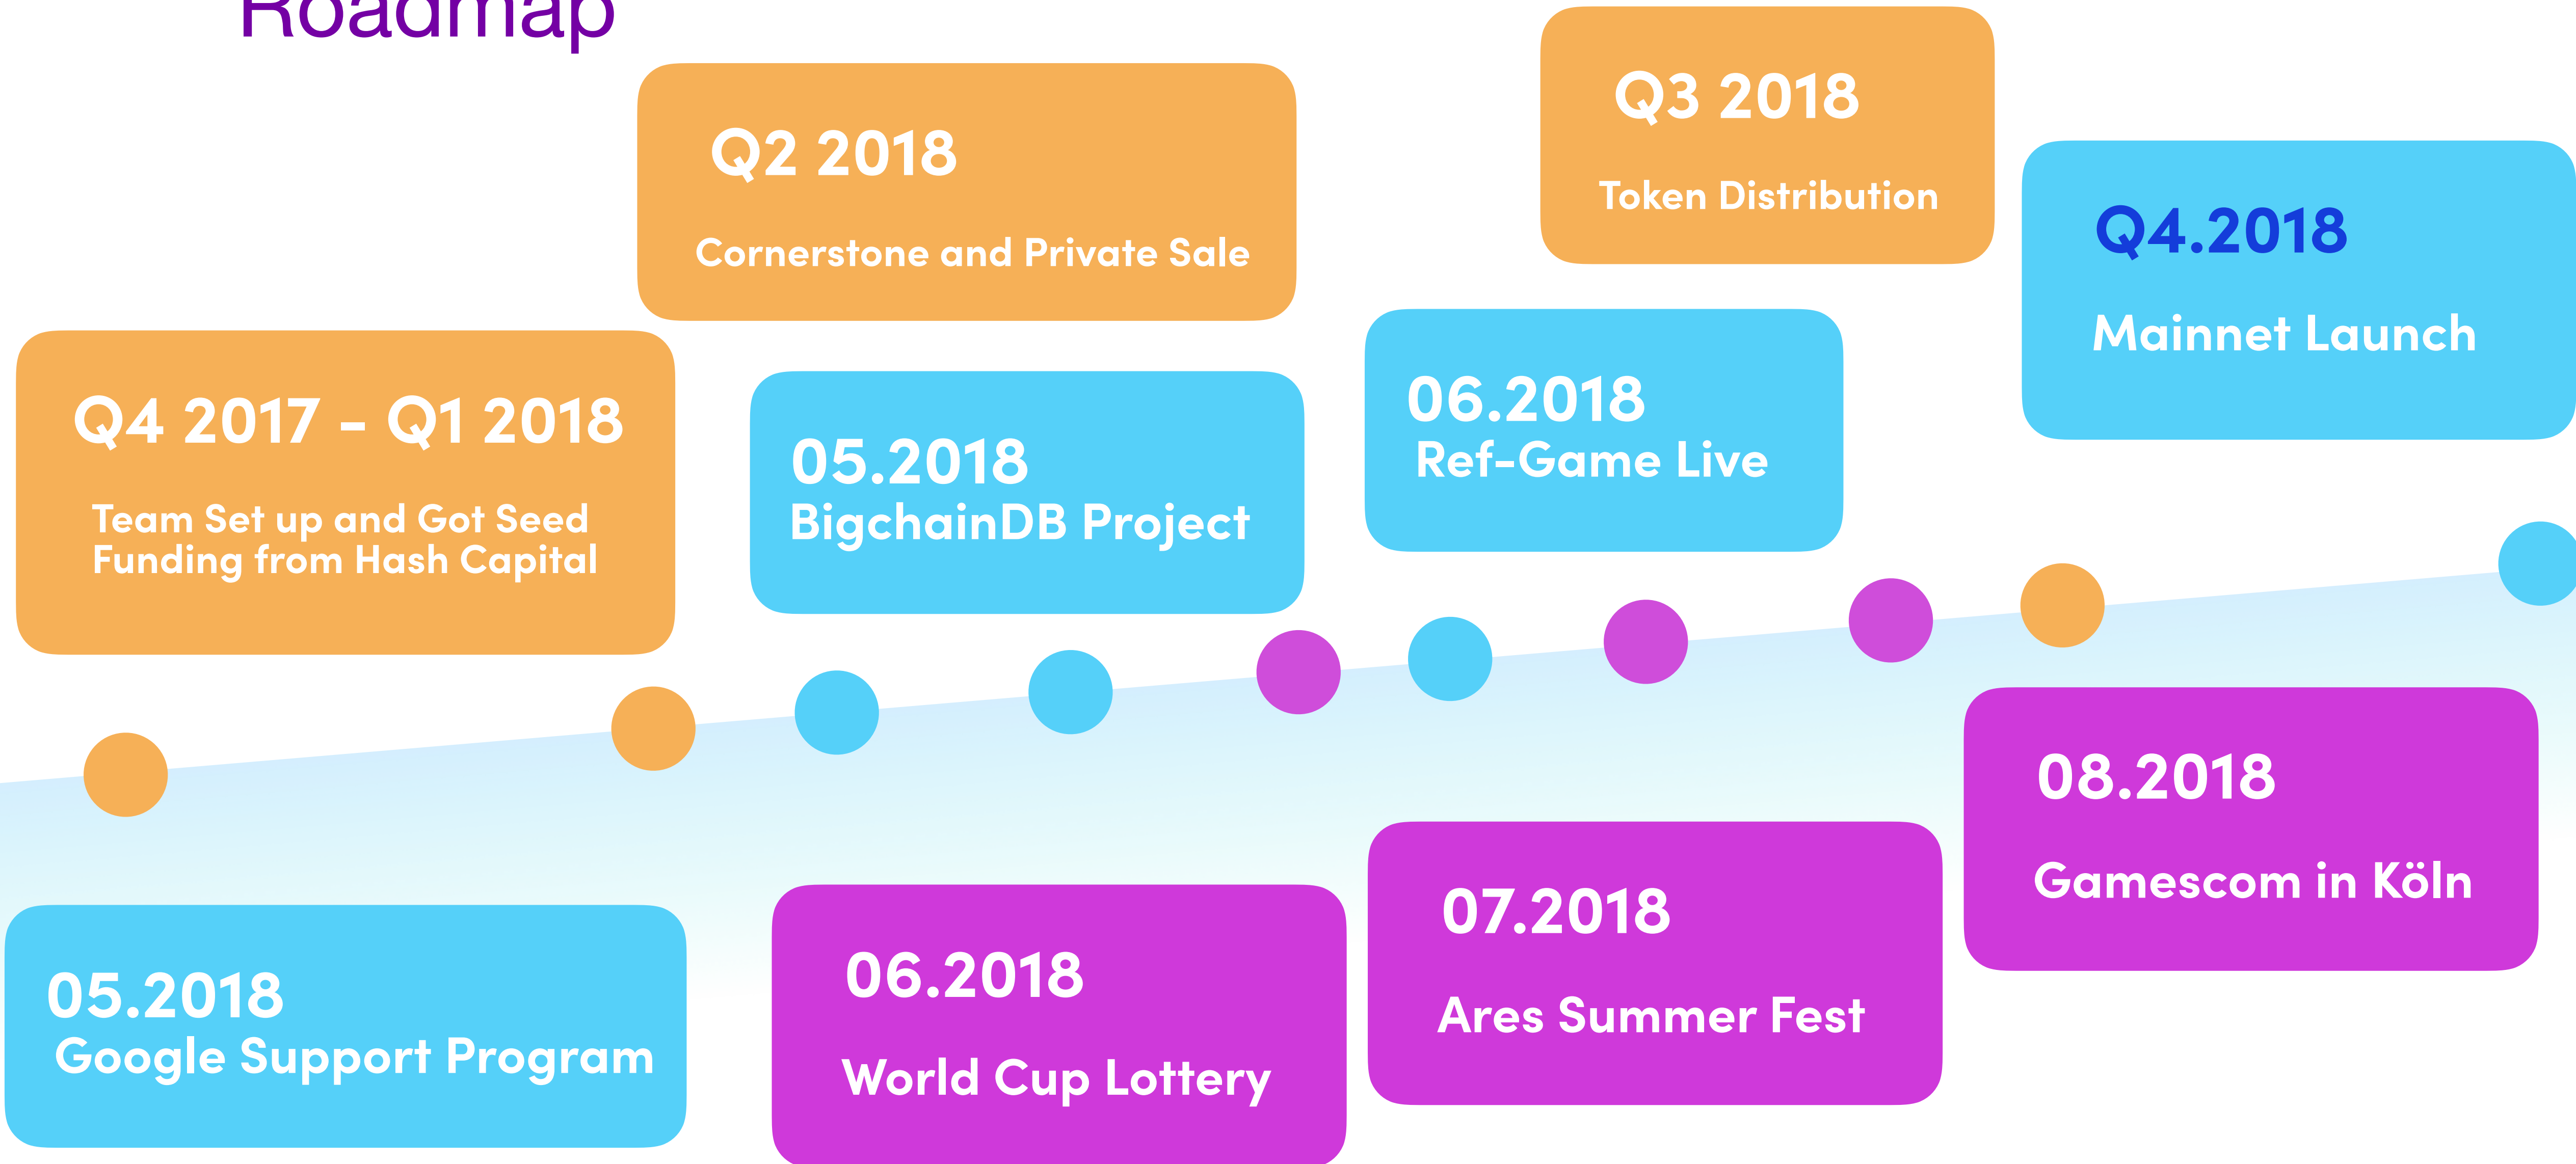 Roadmap
Q4 2017 - Q1 2018
Team Set up and Got Seed
Funding from Hash Capital
Q2 2018
Cornerstone and Private Sale
05.2018
BigchainDB Project
Q3 2018
Token Distribution
06.2018
Ref-Game Live
Q4.2018
Mainnet Launch
05.2018
Google Support Program
06.2018
World Cup Lottery
07.2018
Ares Summer Fest
08.2018
Gamescom in Köln